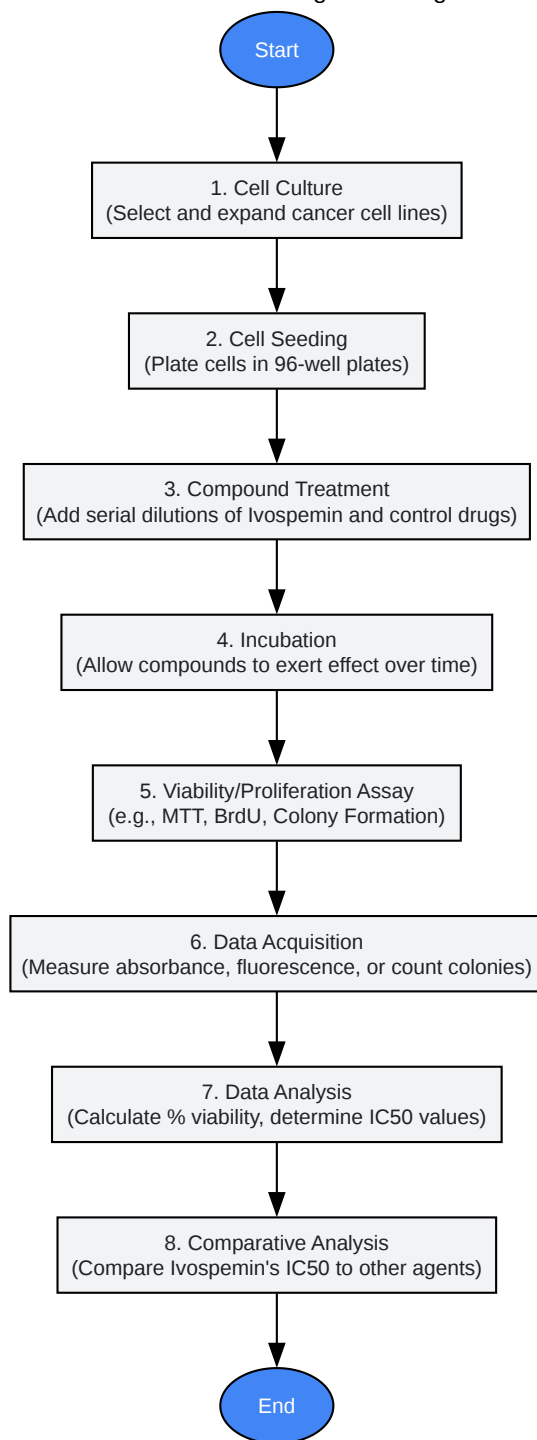 Start
1. Cell Culture
(Select and expand cancer cell lines)
2. Cell Seeding
(Plate cells in 96-well plates)
3. Compound Treatment
(Add serial dilutions of Ivospemin and control drugs)
4. Incubation
(Allow compounds to exert effect over time)
5. Viability/Proliferation Assay
(e.g., MTT, BrdU, Colony Formation)
6. Data Acquisition
(Measure absorbance, fluorescence, or count colonies)
7. Data Analysis
(Calculate % viability, determine IC50 values)
8. Comparative Analysis
(Compare Ivospemin's IC50 to other agents)
End